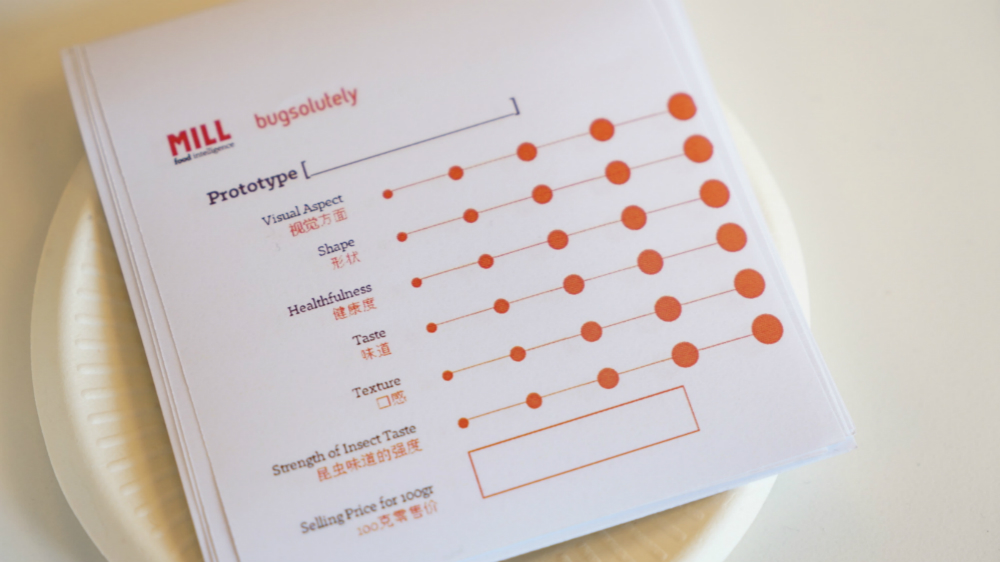 MILL
food intelligence
bugsolutely
Prototype [ ]
Visual Aspect
视觉方面
Shape
形状
Healthfulness
健康度
Taste
味道
Texture
口感
Strength of Insect Taste
昆虫味道的强度
Selling Price for 100gr
100克零售价